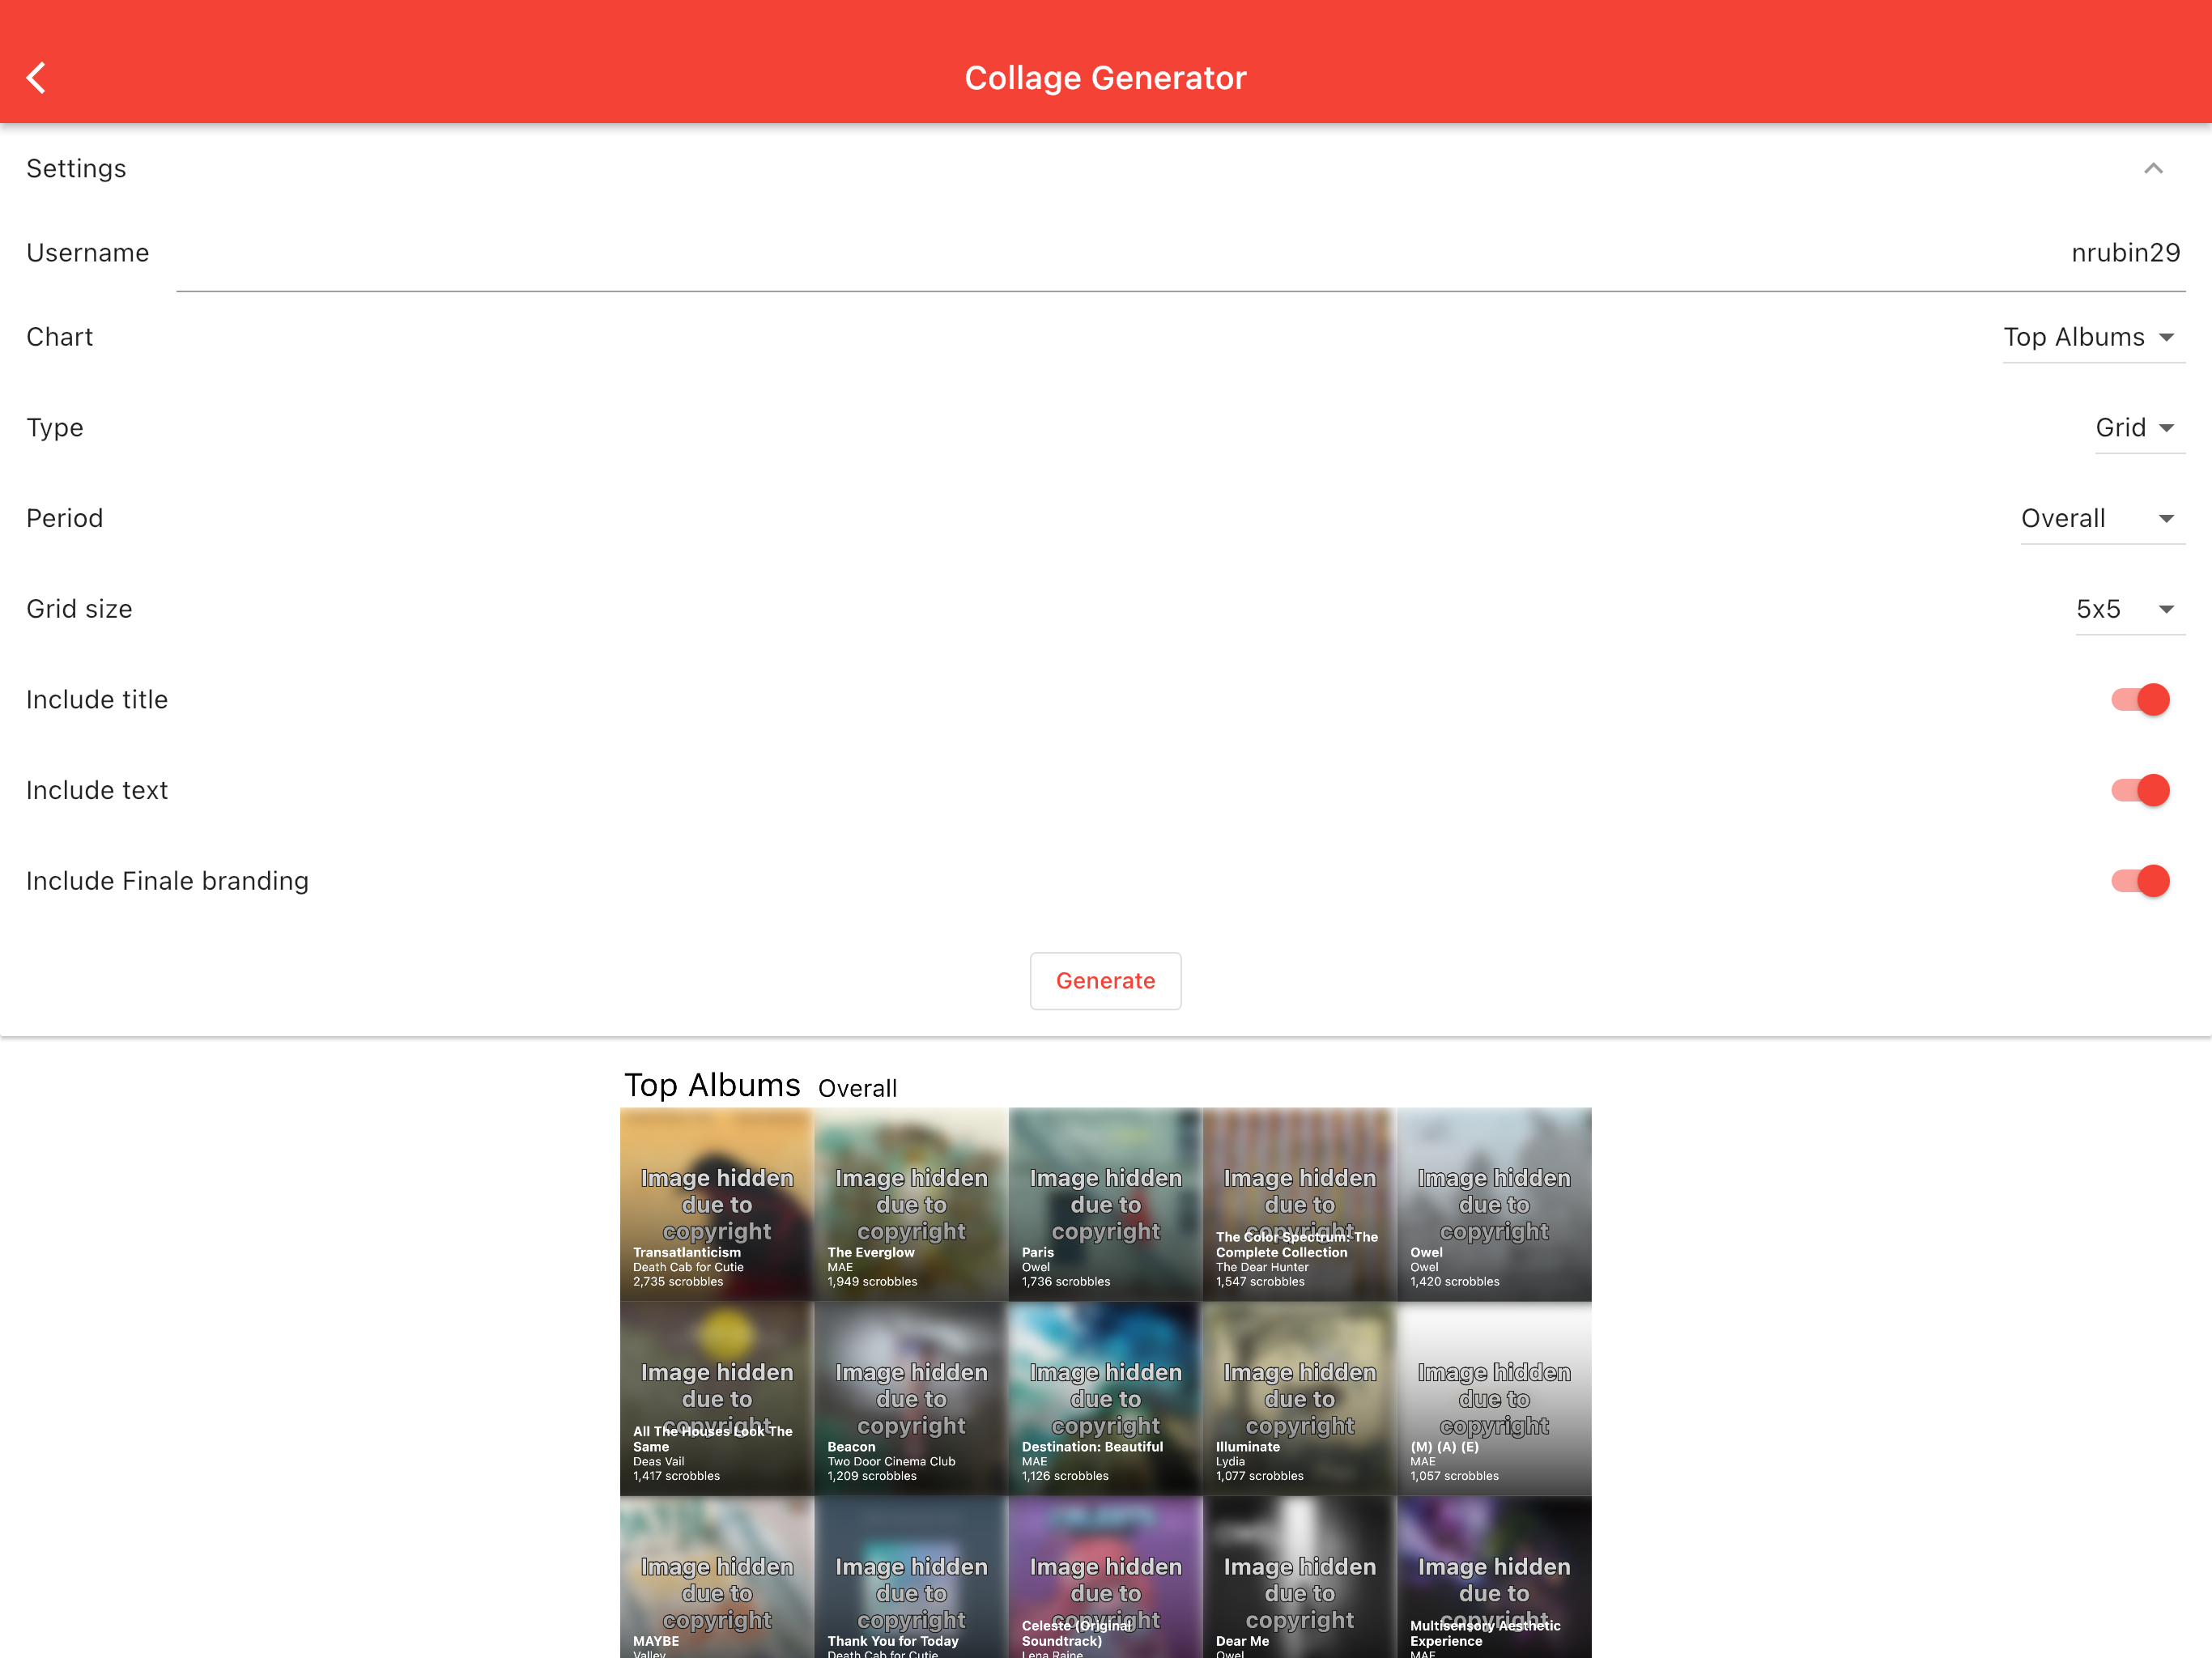 Collage Generator
Settings
Username nrubin29
Chart Top Albums
Type Grid
Period Overall
Grid size 5x5
Include title
Include text
Include Finale branding
Generate
Top Albums Overall
Image hidden
due to
copyright
Transatlanticism
Death Cab for Cutie
2,735 scrobbles
Image hidden
due to
copyright
The Everglow
MAE
1,949 scrobbles
Image hidden
due to
copyright
Paris
Owel
1,736 scrobbles
Image hidden
due to
copyright
The Color Spectrum: The
Complete Collection
The Dear Hunter
1,547 scrobbles
Image hidden
due to
copyright
Owel
Owel
1,420 scrobbles
Image hidden
due to
copyright
All The Houses Look The
Same
Deas Vail
1,417 scrobbles
Image hidden
due to
copyright
Beacon
Two Door Cinema Club
1,209 scrobbles
Image hidden
due to
copyright
Destination: Beautiful
MAE
1,126 scrobbles
Image hidden
due to
copyright
Illuminate
Lydia
1,077 scrobbles
Image hidden
due to
copyright
(M) (A) (E)
MAE
1,057 scrobbles
Image hidden
due to
copyright
MAYBE
Valley
Image hidden
due to
copyright
Thank You for Today
Death Cab for Cutie
Image hidden
due to
copyright
Celeste (Original
Soundtrack)
Lena Raine
Image hidden
due to
copyright
Dear Me
Owel
Image hidden
due to
copyright
Multisensory Aesthetic
Experience
MAE